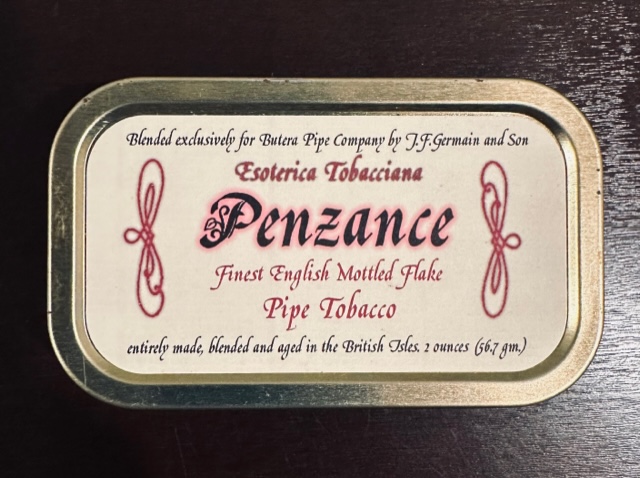 Blended exclusively for Butera Pipe Company by J.F.Germain and Son
Esoterica Tobacciana
Penzance
Finest English Mottled Flake
Pipe Tobacco
entirely made, blended and aged in the British Isles. 2 ounces (56.7 gm.)